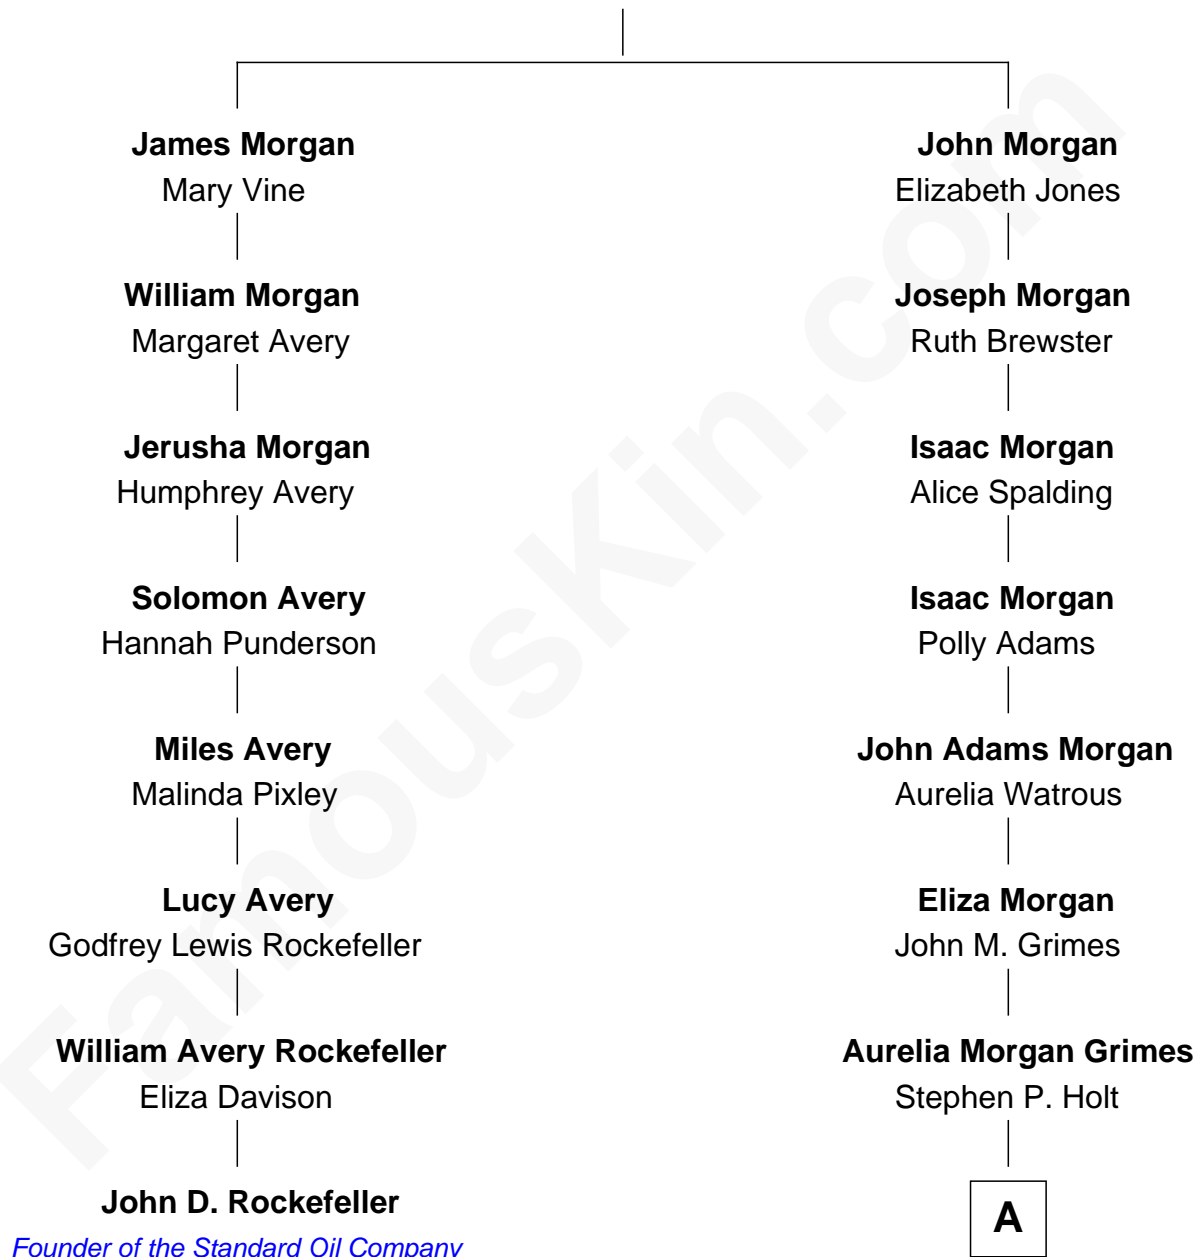 James Morgan
Mary Vine
William Morgan
Margaret Avery
Jerusha Morgan
Humphrey Avery
Solomon Avery
Hannah Punderson
Miles Avery
Malinda Pixley
Lucy Avery
Godfrey Lewis Rockefeller
William Avery Rockefeller
Eliza Davison
John D. Rockefeller
Founder of the Standard Oil Company
John Morgan
Elizabeth Jones
Joseph Morgan
Ruth Brewster
Isaac Morgan
Alice Spalding
Isaac Morgan
Polly Adams
John Adams Morgan
Aurelia Watrous
Eliza Morgan
John M. Grimes
Aurelia Morgan Grimes
Stephen P. Holt
A
FamousKin.com